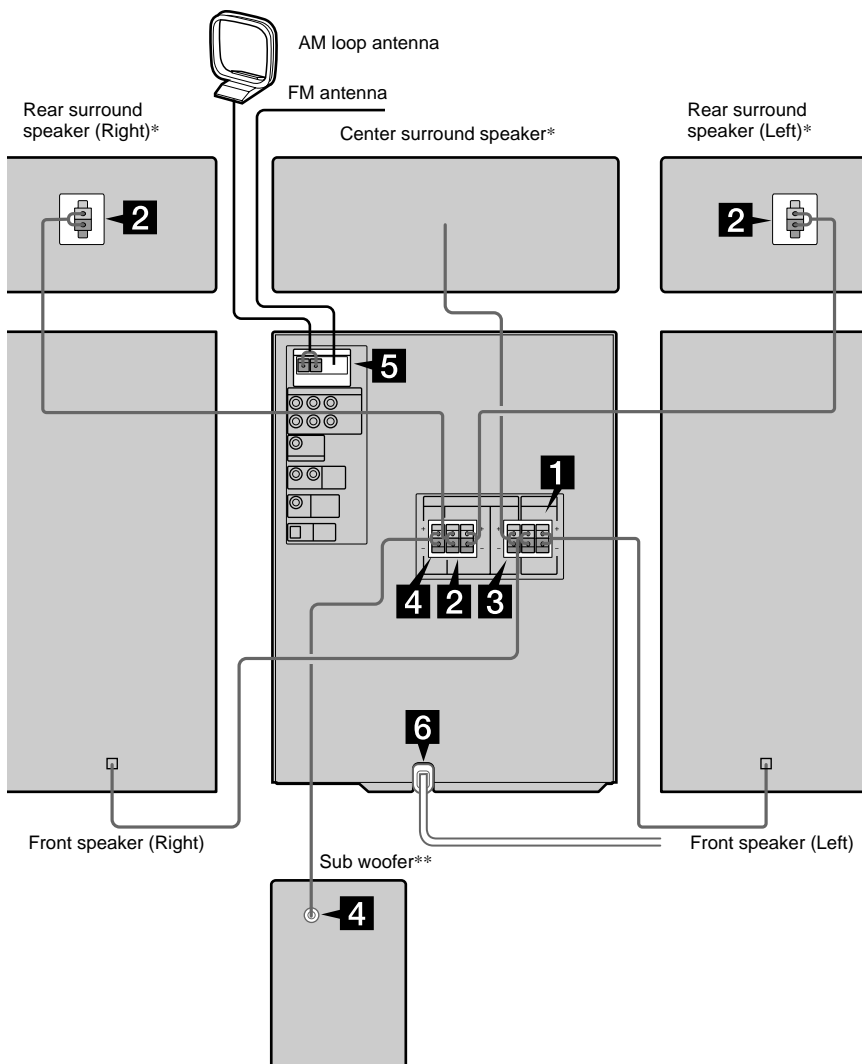 AM loop antenna
FM antenna
Rear surround
speaker (Right)*
Center surround speaker*
Rear surround
speaker (Left)*
2
2
5
1
+
+
+
+
–
–
–
–
4
2
3
6
Front speaker (Right)
Front speaker (Left)
Sub woofer**
4